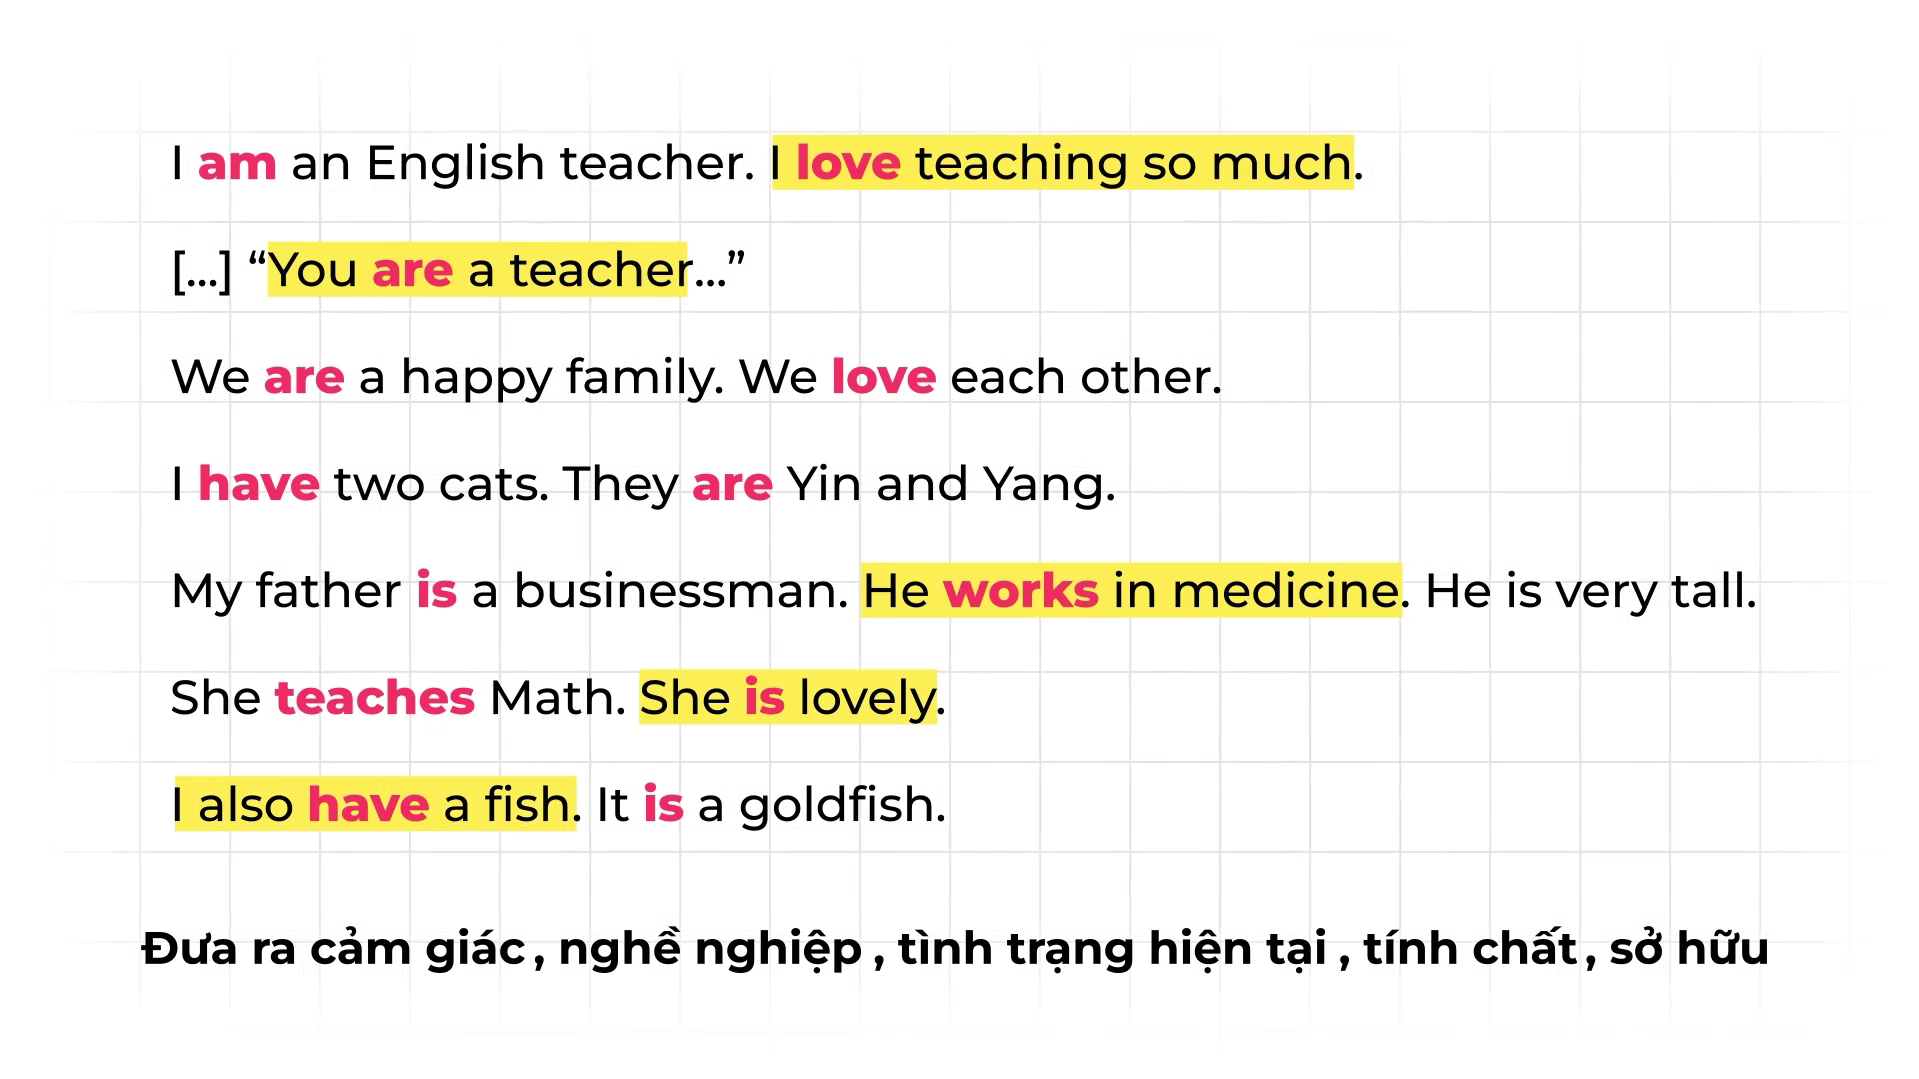 I am an English teacher. I love teaching so much.
[...] “You are a teacher...”
We are a happy family. We love each other.
I have two cats. They are Yin and Yang.
My father is a businessman. He works in medicine. He is very tall.
She teaches Math. She is lovely.
I also have a fish. It is a goldfish.
Đưa ra cảm giác , nghề nghiệp , tình trạng hiện tại , tính chất , sở hữu